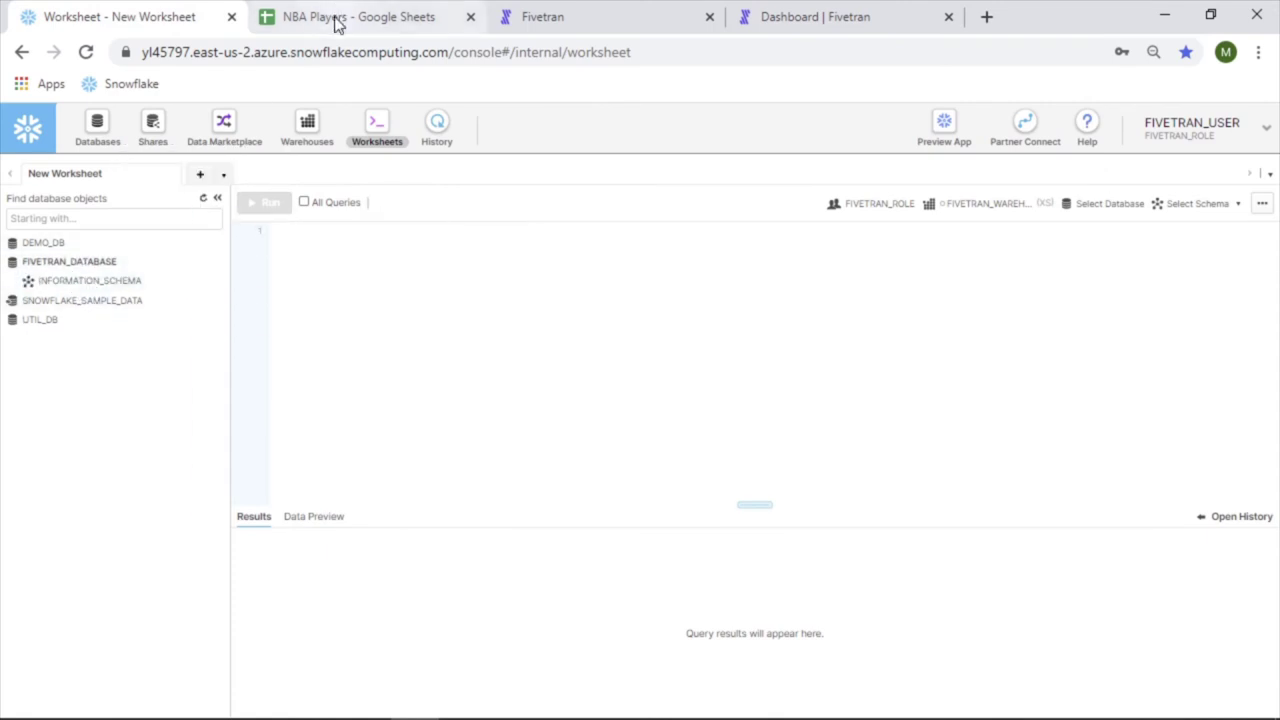 Worksheet - New Worksheet
NBA Players - Google Sheets
Fivetran
Dashboard | Fivetran
yl45797.east-us-2.azure.snowflakecomputing.com/console#/internal/worksheet
M
Apps
Snowflake
Databases
Shares
Data Marketplace
Warehouses
Worksheets
History
Preview App
Partner Connect
Help
FIVETRAN_USER
FIVETRAN_ROLE
New Worksheet
Find database objects
Starting with...
DEMO_DB
FIVETRAN_DATABASE
INFORMATION_SCHEMA
SNOWFLAKE_SAMPLE_DATA
UTIL_DB
Run
All Queries
FIVETRAN_ROLE
FIVETRAN_WAREH... (XS)
Select Database
Select Schema
1
Results
Data Preview
Open History
Query results will appear here.